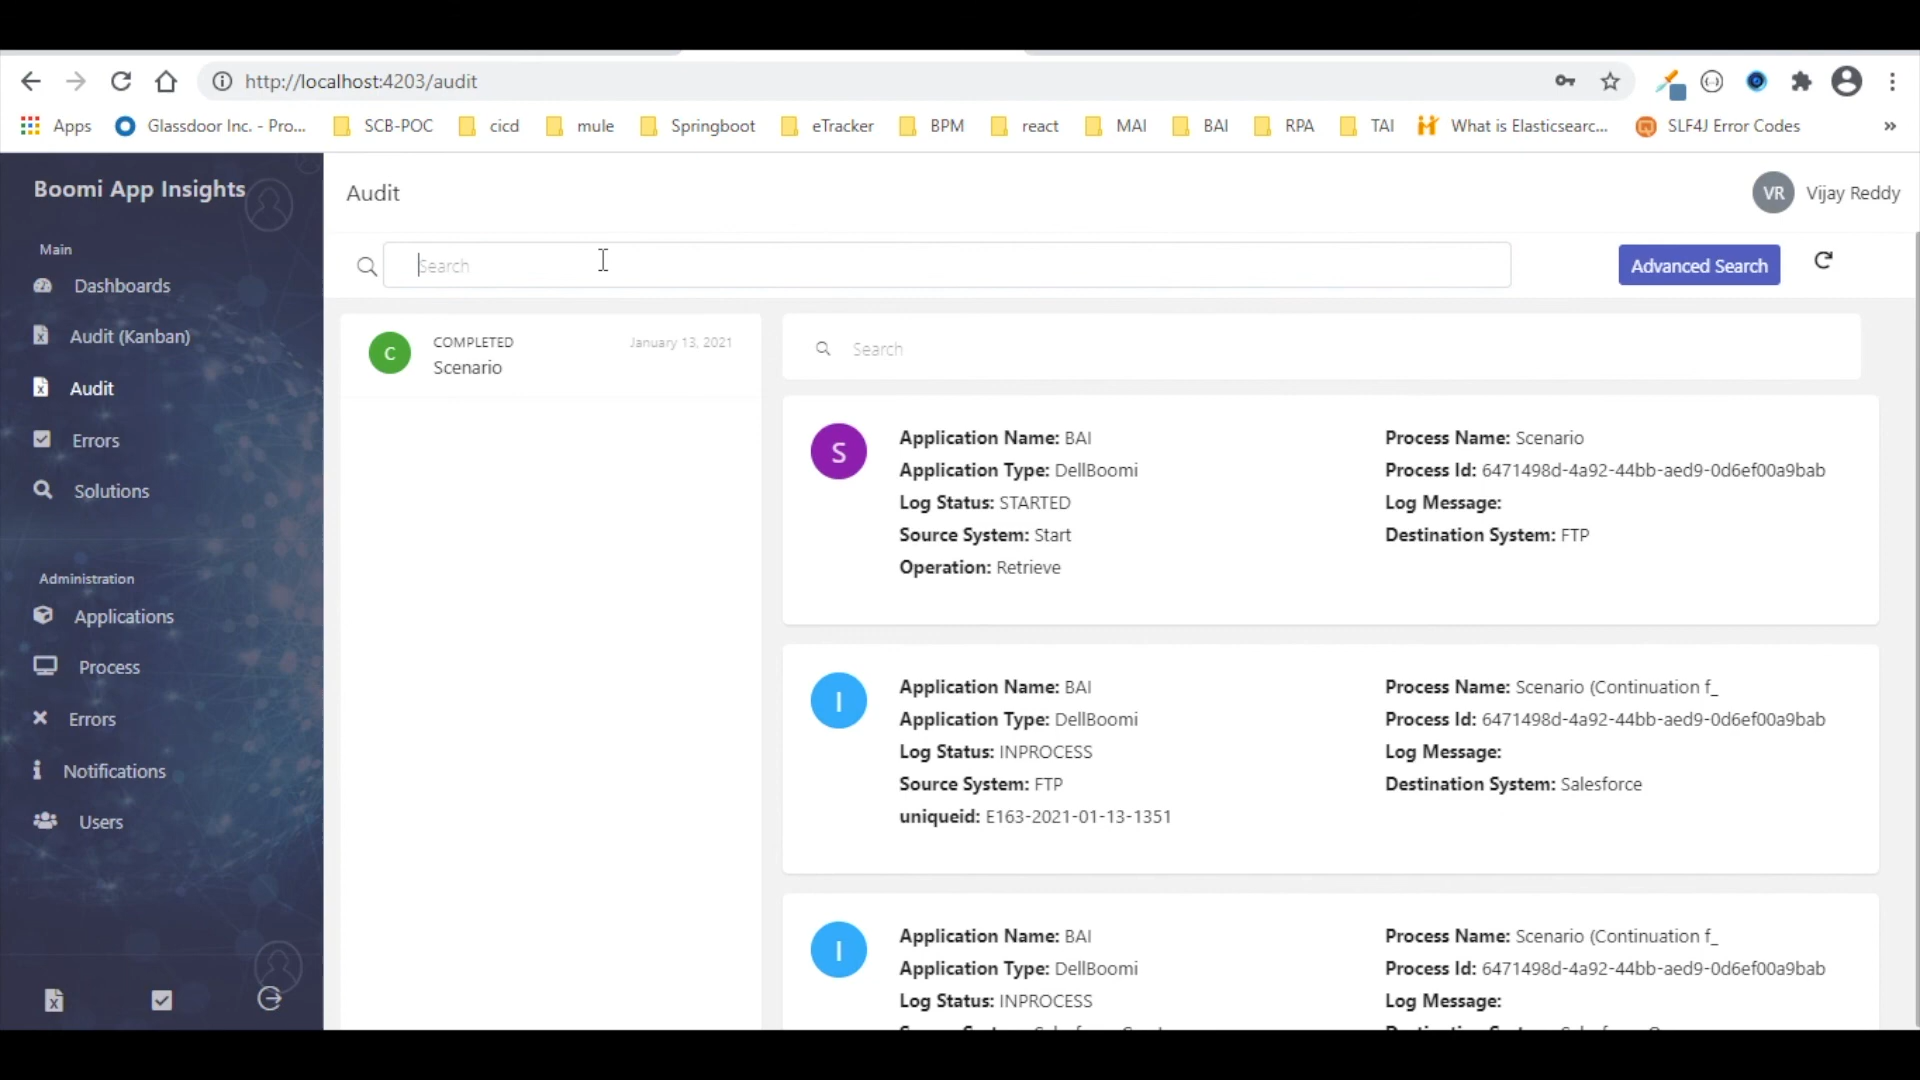 http://localhost:4203/audit
Apps Glassdoor Inc. - Pro... SCB-POC cicd mule Springboot eTracker BPM react MAI BAI RPA TAI What is Elasticsearc... SLF4J Error Codes »
Boomi App Insights
Main
Dashboards
Audit (Kanban)
Audit
Errors
Solutions
Administration
Applications
Process
Errors
Notifications
Users
Audit
VR Vijay Reddy
Search
Advanced Search
C COMPLETED January 13, 2021
Scenario
Search
S
Application Name: BAI
Process Name: Scenario
Application Type: DellBoomi
Process Id: 6471498d-4a92-44bb-aed9-0d6ef00a9bab
Log Status: STARTED
Log Message:
Source System: Start
Destination System: FTP
Operation: Retrieve
I
Application Name: BAI
Process Name: Scenario (Continuation f_
Application Type: DellBoomi
Process Id: 6471498d-4a92-44bb-aed9-0d6ef00a9bab
Log Status: INPROCESS
Log Message:
Source System: FTP
Destination System: Salesforce
uniqueid: E163-2021-01-13-1351
I
Application Name: BAI
Process Name: Scenario (Continuation f_
Application Type: DellBoomi
Process Id: 6471498d-4a92-44bb-aed9-0d6ef00a9bab
Log Status: INPROCESS
Log Message: